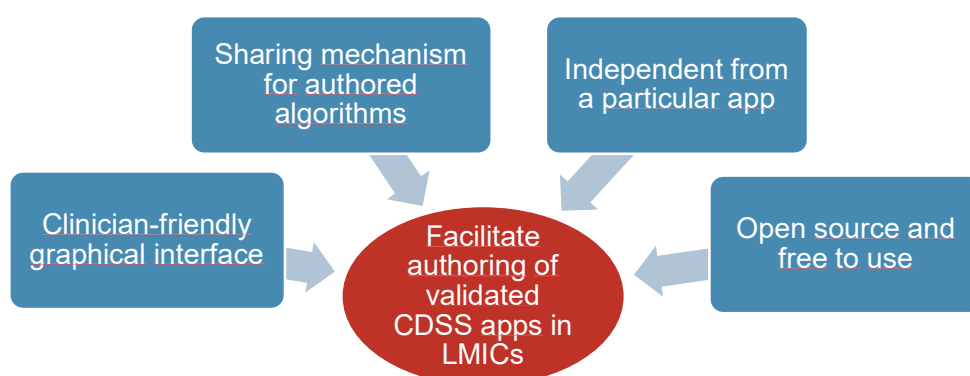 Sharing mechanism
for authored
algorithms
Independent from
a particular app
Clinician-friendly
graphical interface
Open source and
free to use
Facilitate
authoring of
validated
CDSS apps in
LMICs